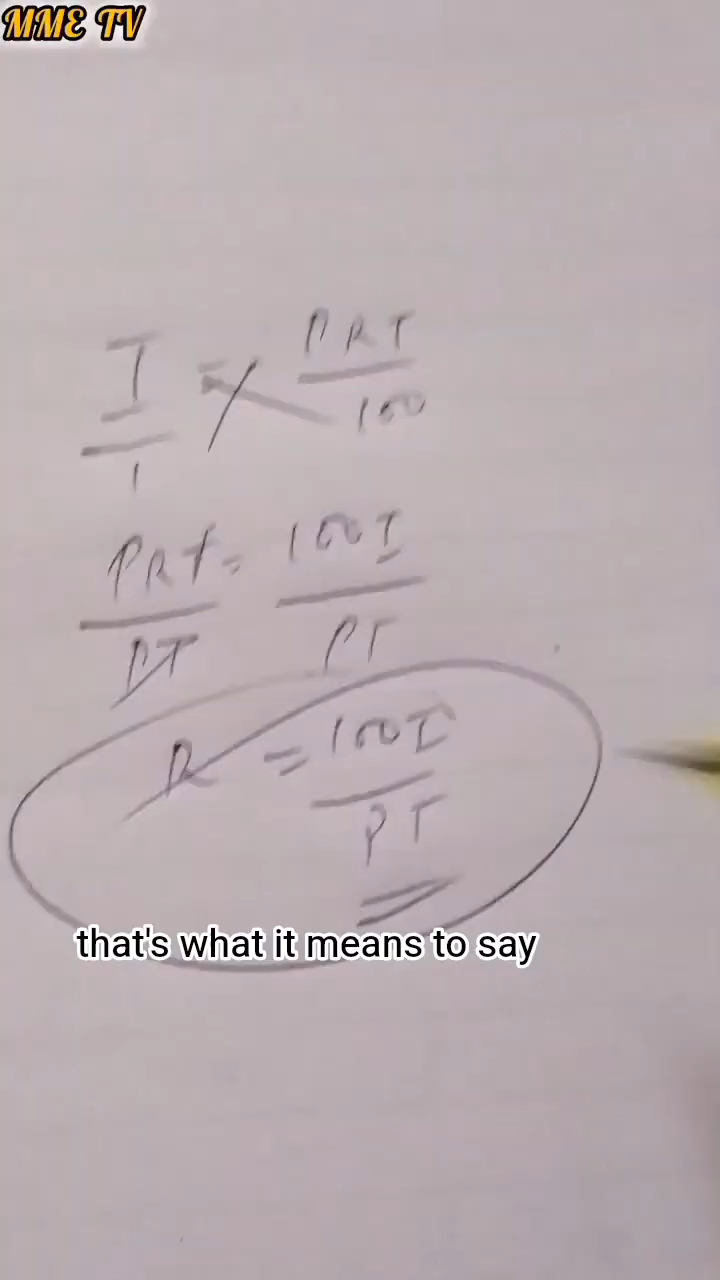 MME TV
I/1 = PRT/100
PRT/PT = 100I/PT
R = 100I/PT
that's what it means to say